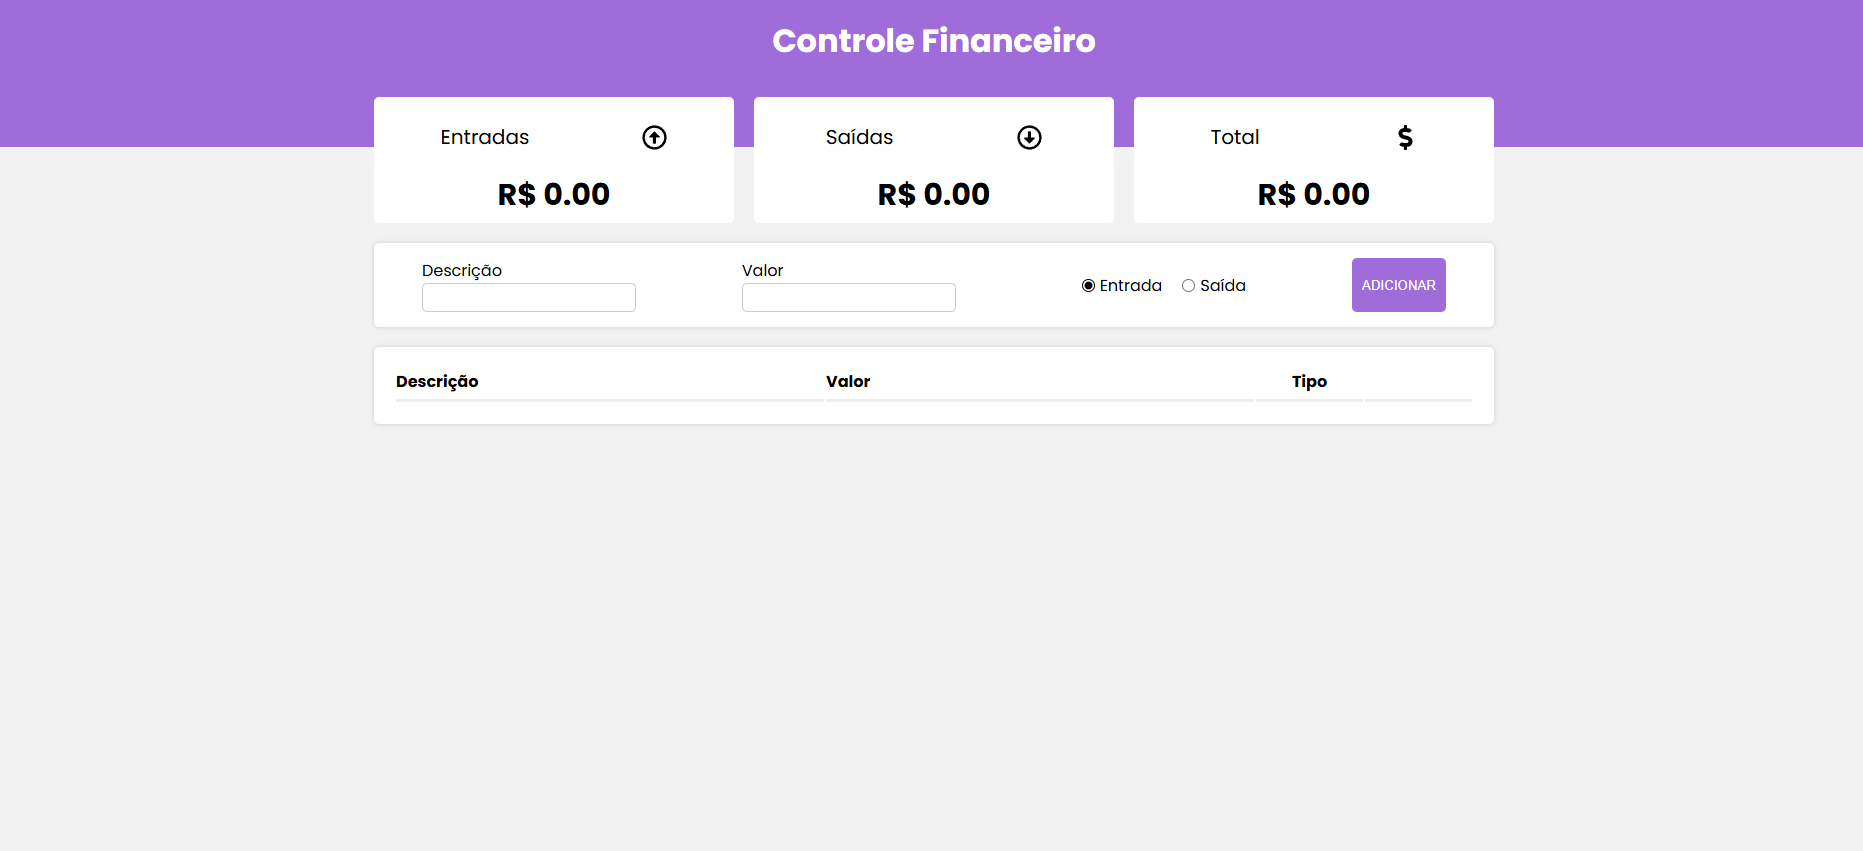 Controle Financeiro
Entradas
R$ 0.00
Saídas
R$ 0.00
Total
R$ 0.00
Descrição
Valor
Entrada
Saída
ADICIONAR
Descrição Valor Tipo